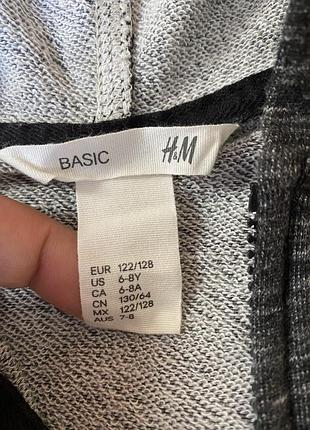 BASIC H&M
EUR 122/128
US 6-8Y
CA 6-8A
CN 130/64
MX 122/128
AUS 7-8